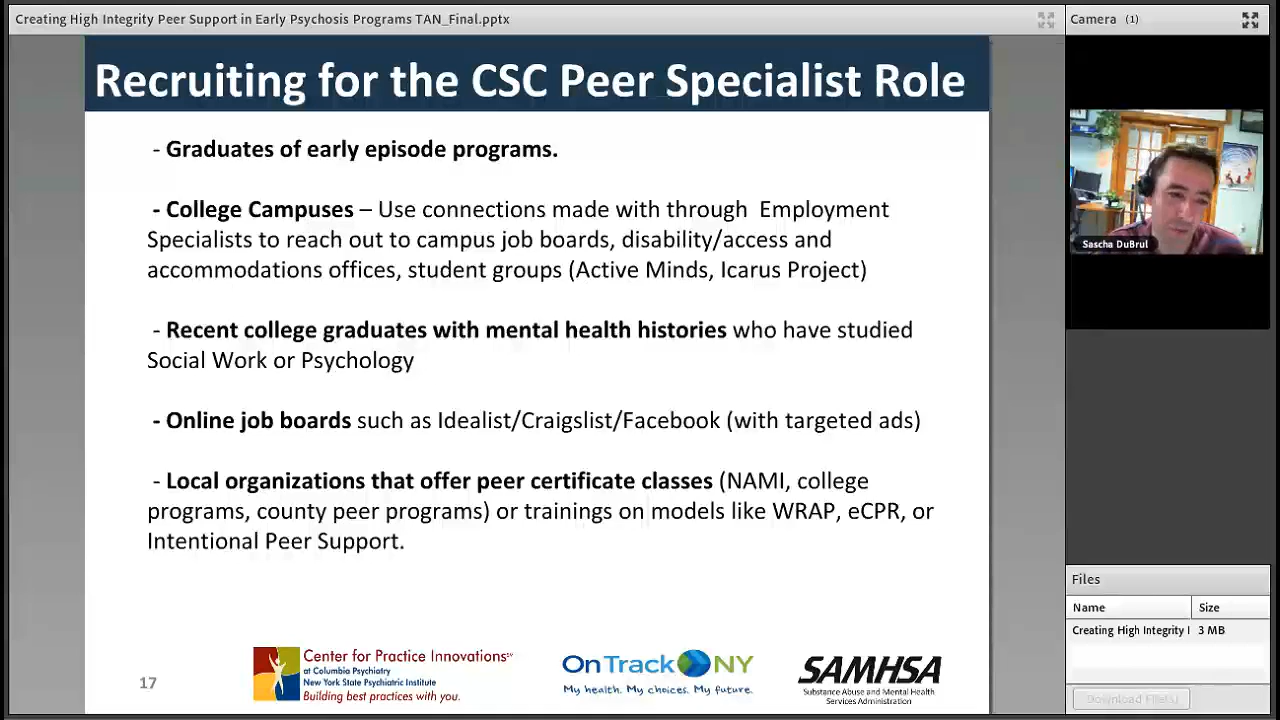 Creating High Integrity Peer Support in Early Psychosis Programs TAN_Final.pptx
Camera (1)
Recruiting for the CSC Peer Specialist Role
- Graduates of early episode programs.
- College Campuses – Use connections made with through Employment
Specialists to reach out to campus job boards, disability/access and
accommodations offices, student groups (Active Minds, Icarus Project)
- Recent college graduates with mental health histories who have studied
Social Work or Psychology
- Online job boards such as Idealist/Craigslist/Facebook (with targeted ads)
- Local organizations that offer peer certificate classes (NAMI, college
programs, county peer programs) or trainings on models like WRAP, eCPR, or
Intentional Peer Support.
17
Center for Practice Innovations
at Columbia Psychiatry
New York State Psychiatric Institute
Building best practices with you.
OnTrackNY
My health. My choices. My future.
SAMHSA
Substance Abuse and Mental Health
Services Administration
Sascha DuBrul
Files
Name Size
Creating High Integrity I 3 MB
Download File(s)